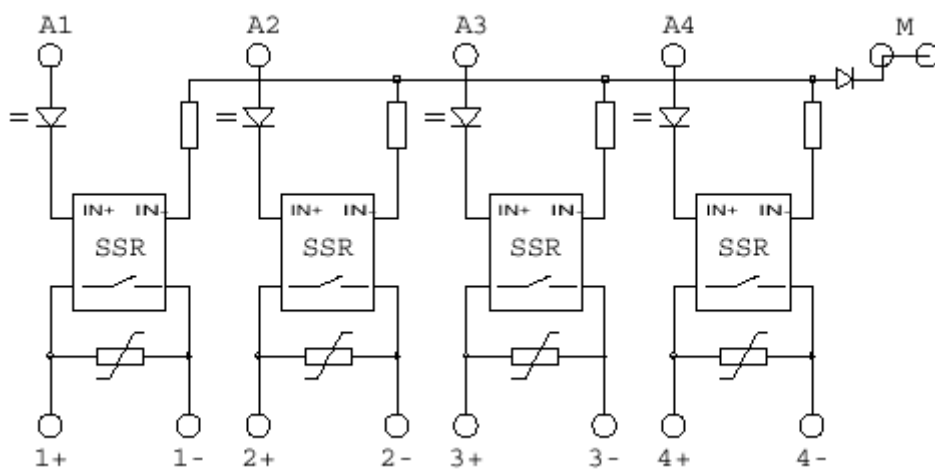 A1 A2 A3 A4 M
= = = =
IN+ IN- IN+ IN- IN+ IN- IN+ IN-
SSR SSR SSR SSR
1+ 1- 2+ 2- 3+ 3- 4+ 4-